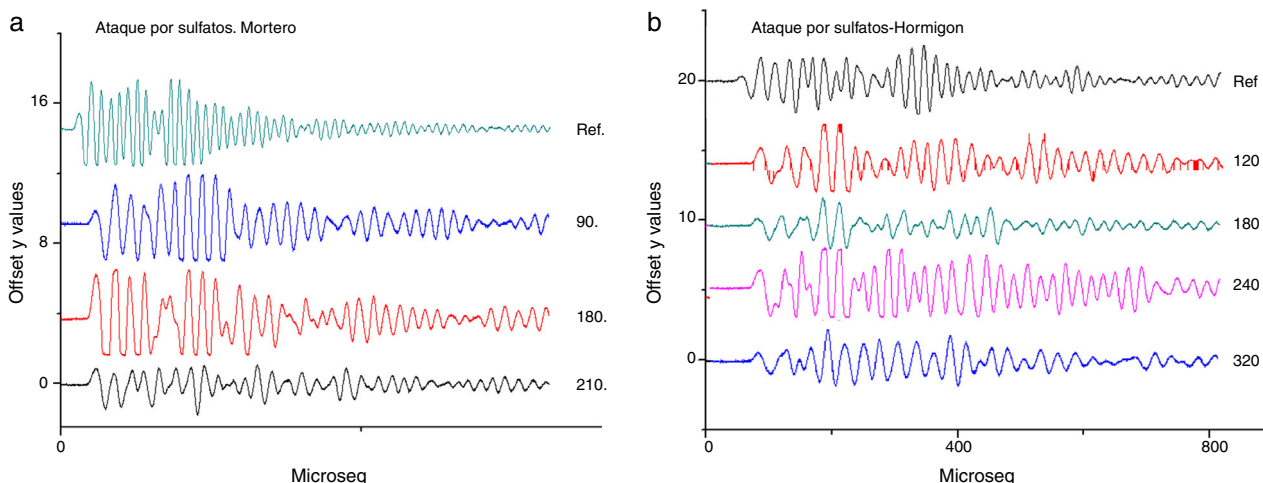 a
Ataque por sulfatos. Mortero
Offset y values
16
8
0
Ref.
90.
180.
210.
0
Microseg
b
Ataque por sulfatos-Hormigon
Offset y values
20
10
0
Ref
120
180
240
320
0
400
800
Microseg